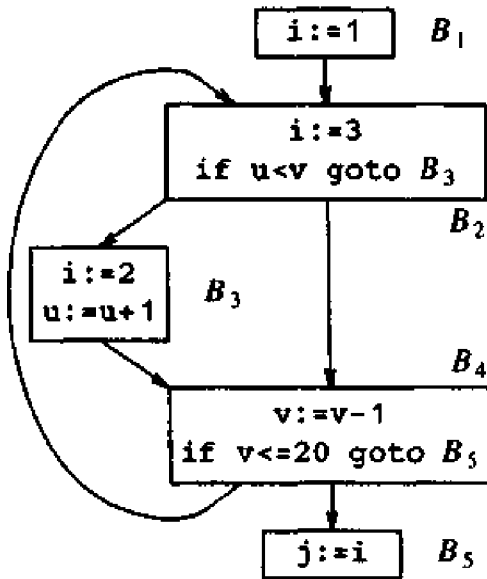 i:=1 B1
i:=3
if u<v goto B3
B2
i:=2
u:=u+1
B3
B4
v:=v-1
if v<=20 goto B5
j:=i B5